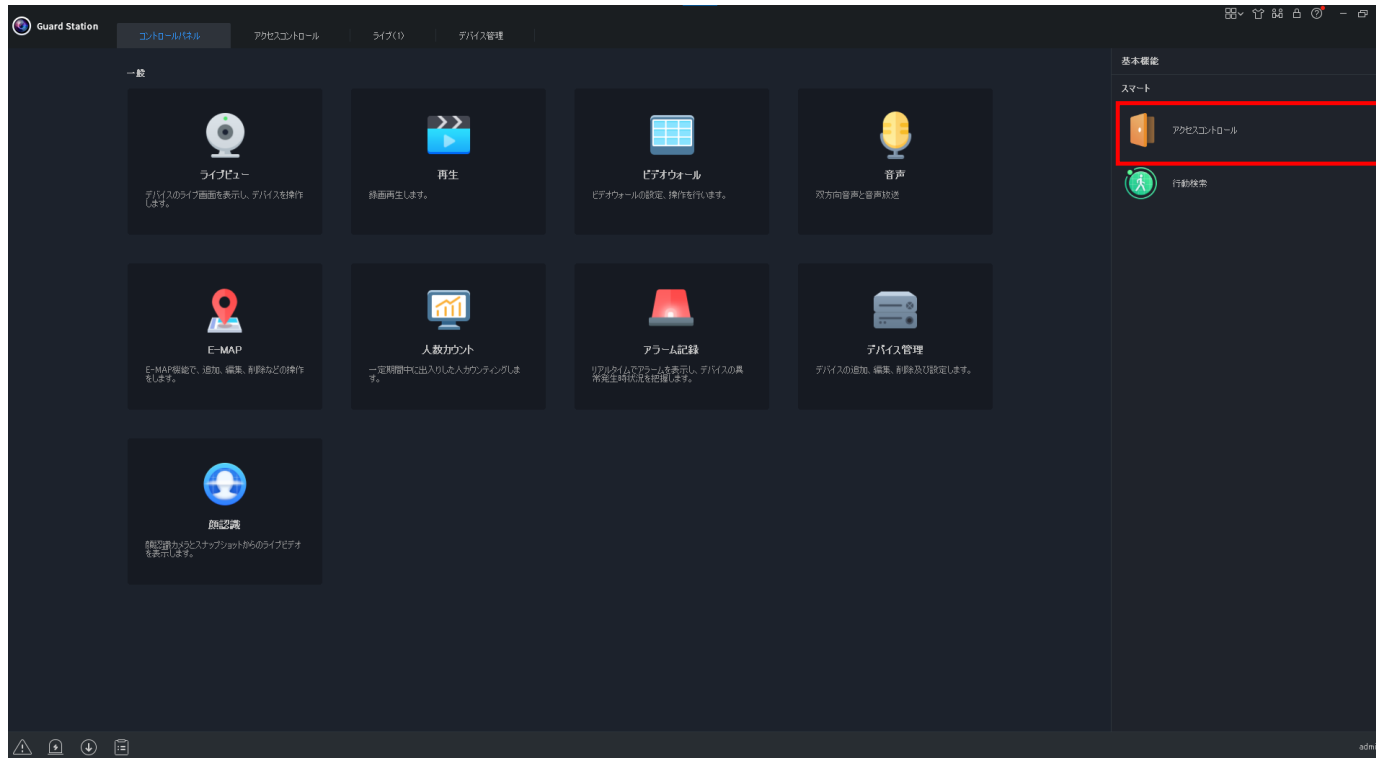 Guard Station
コントロールパネル アクセスコントロール ライブ(1) デバイス管理
一般
ライブビュー
デバイスのライブ画面を表示し、デバイスを操作
します。
再生
録画再生します。
ビデオウォール
ビデオウォールの設定、操作を行います。
音声
双方向音声と音声放送
E-MAP
E-MAP機能で、追加、編集、削除などの操作
をします。
人数カウント
一定期間中に出入りした人カウンティングしま
す。
アラーム記録
リアルタイムでアラームを表示し、デバイスの異
常発生時状況を把握します。
デバイス管理
デバイスの追加、編集、削除及び設定します。
顔認識
顔認識カメラとスナップショットからのライブビデオ
を表示します。
基本機能
スマート
アクセスコントロール
行動検索
admi